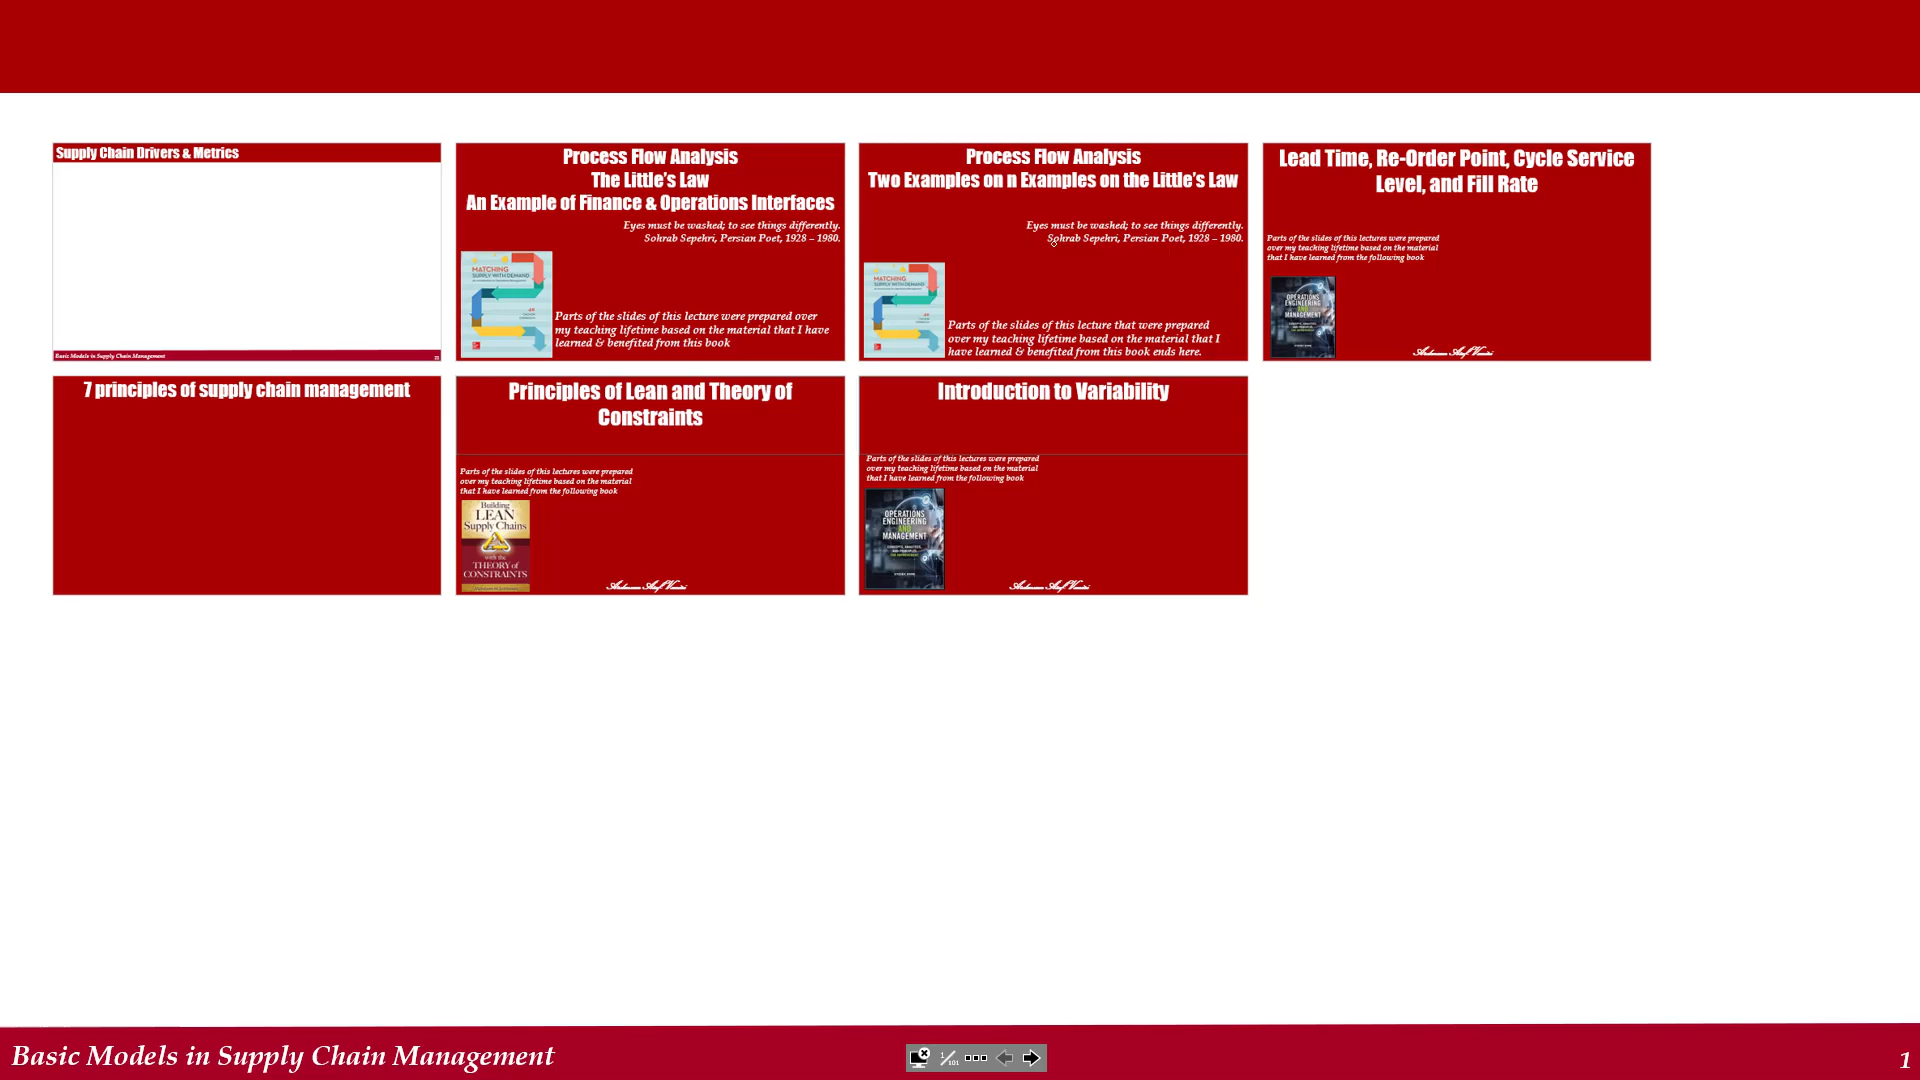 Supply Chain Drivers & Metrics
Basic Models in Supply Chain Management
Process Flow Analysis
The Little's Law
An Example of Finance & Operations Interfaces
Eyes must be washed; to see things differently.
Sohrab Sepehri, Persian Poet, 1928 – 1980.
MATCHING
SUPPLY WITH DEMAND
Parts of the slides of this lecture were prepared over
my teaching lifetime based on the material that I have
learned & benefited from this book
Process Flow Analysis
Two Examples on n Examples on the Little's Law
Eyes must be washed; to see things differently.
Sohrab Sepehri, Persian Poet, 1928 – 1980.
MATCHING
SUPPLY WITH DEMAND
Parts of the slides of this lecture that were prepared
over my teaching lifetime based on the material that I
have learned & benefited from this book ends here.
Lead Time, Re-Order Point, Cycle Service
Level, and Fill Rate
Parts of the slides of this lectures were prepared
over my teaching lifetime based on the material
that I have learned from the following book
OPERATIONS
ENGINEERING
AND
MANAGEMENT
7 principles of supply chain management
Principles of Lean and Theory of
Constraints
Parts of the slides of this lectures were prepared
over my teaching lifetime based on the material
that I have learned from the following book
Building
LEAN
Supply Chains
with the
THEORY of
CONSTRAINTS
Introduction to Variability
Parts of the slides of this lectures were prepared
over my teaching lifetime based on the material
that I have learned from the following book
OPERATIONS
ENGINEERING
AND
MANAGEMENT
Basic Models in Supply Chain Management
1/101
1